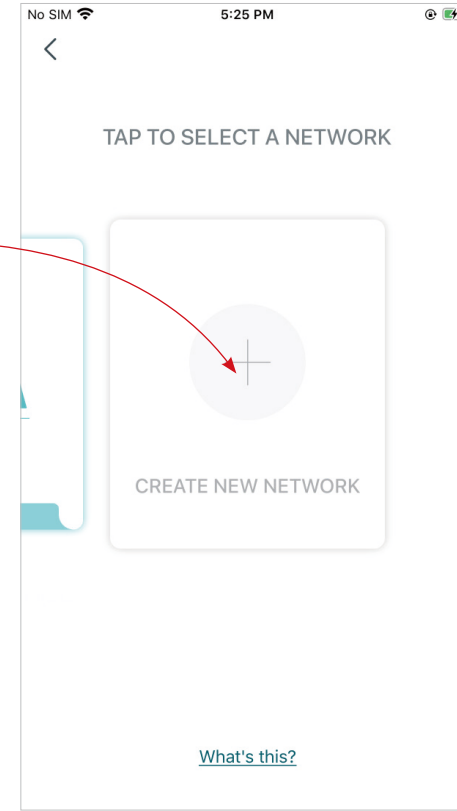 No SIM 5:25 PM
TAP TO SELECT A NETWORK
CREATE NEW NETWORK
What's this?